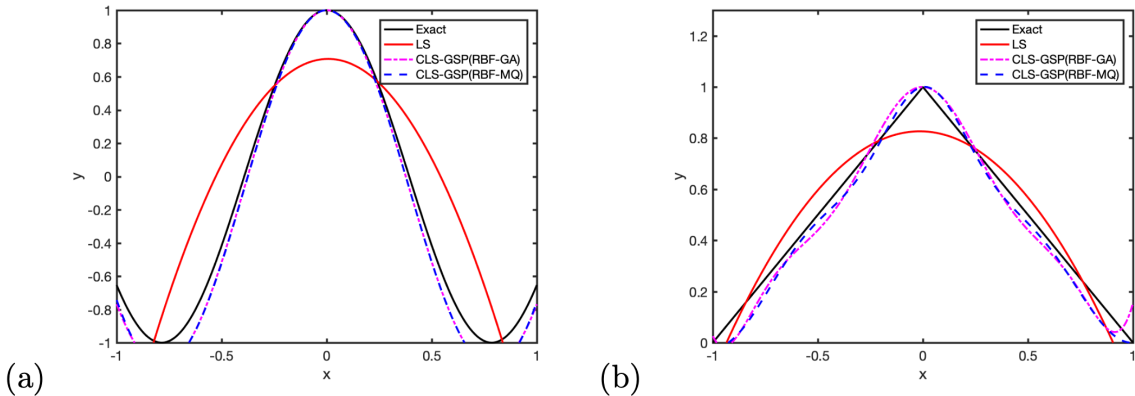 1
0.8
0.6
0.4
0.2
0
-0.2
-0.4
-0.6
-0.8
-1
y
-1 -0.5 0 0.5 1
x
Exact
LS
CLS-GSP(RBF-GA)
CLS-GSP(RBF-MQ)
(a)
1.2
1
0.8
0.6
0.4
0.2
0
y
-1 -0.5 0 0.5 1
x
Exact
LS
CLS-GSP(RBF-GA)
CLS-GSP(RBF-MQ)
(b)